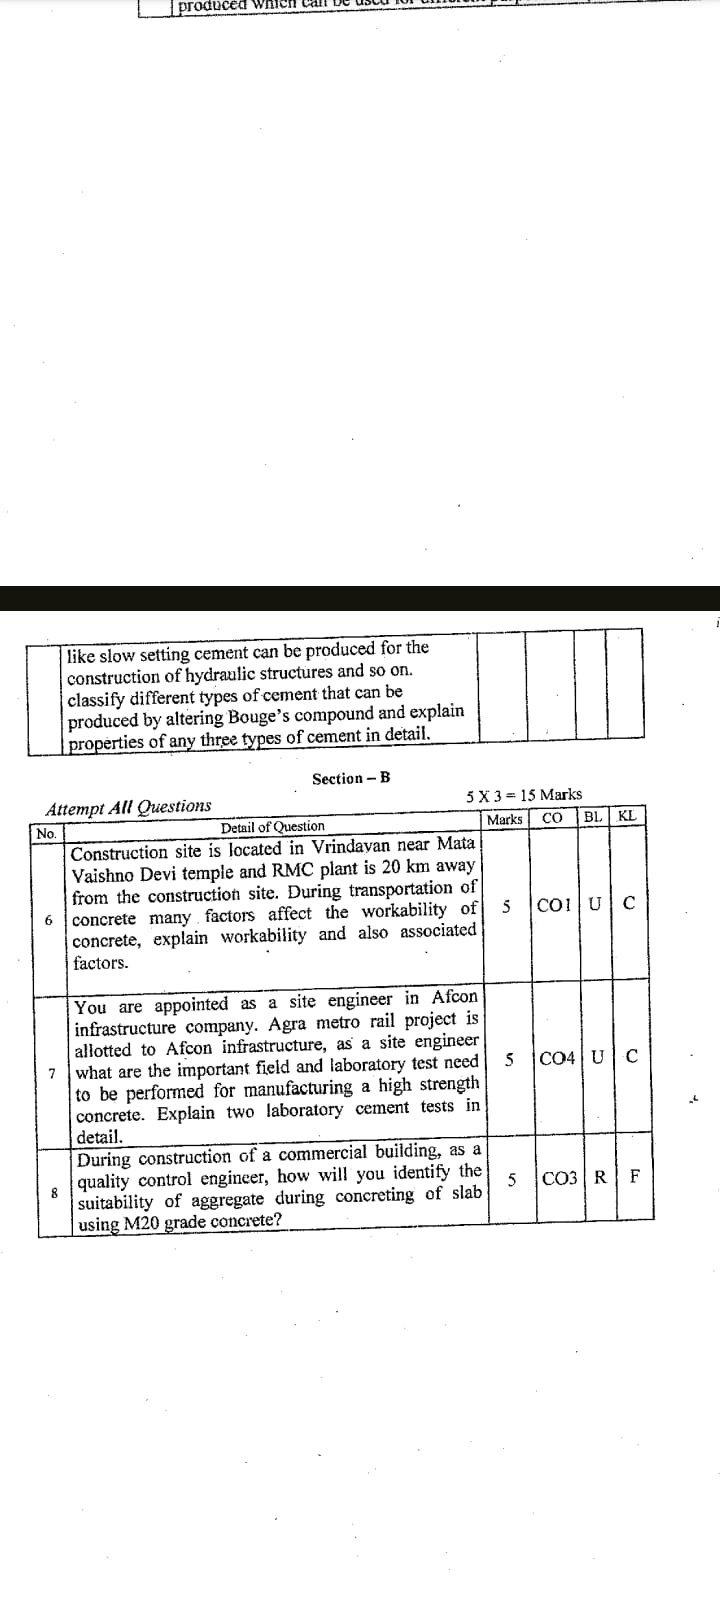 produced which can be used for different
like slow setting cement can be produced for the
construction of hydraulic structures and so on.
classify different types of cement that can be
produced by altering Bouge's compound and explain
properties of any three types of cement in detail.
Section – B
Attempt All Questions
5 X 3 = 15 Marks
No. Detail of Question Marks CO BL KL
Construction site is located in Vrindavan near Mata
Vaishno Devi temple and RMC plant is 20 km away
from the construction site. During transportation of
6 concrete many factors affect the workability of 5 CO1 U C
concrete, explain workability and also associated
factors.
You are appointed as a site engineer in Afcon
infrastructure company. Agra metro rail project is
allotted to Afcon infrastructure, as a site engineer
7 what are the important field and laboratory test need 5 CO4 U C
to be performed for manufacturing a high strength
concrete. Explain two laboratory cement tests in
detail.
During construction of a commercial building, as a
quality control engineer, how will you identify the
8 suitability of aggregate during concreting of slab 5 CO3 R F
using M20 grade concrete?